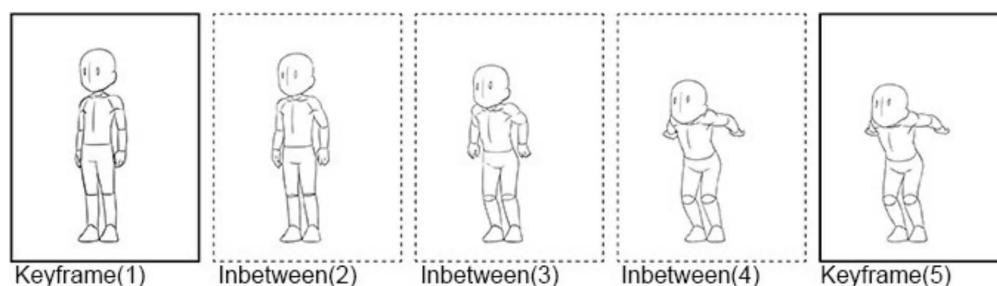 Keyframe(1)
Inbetween(2)
Inbetween(3)
Inbetween(4)
Keyframe(5)